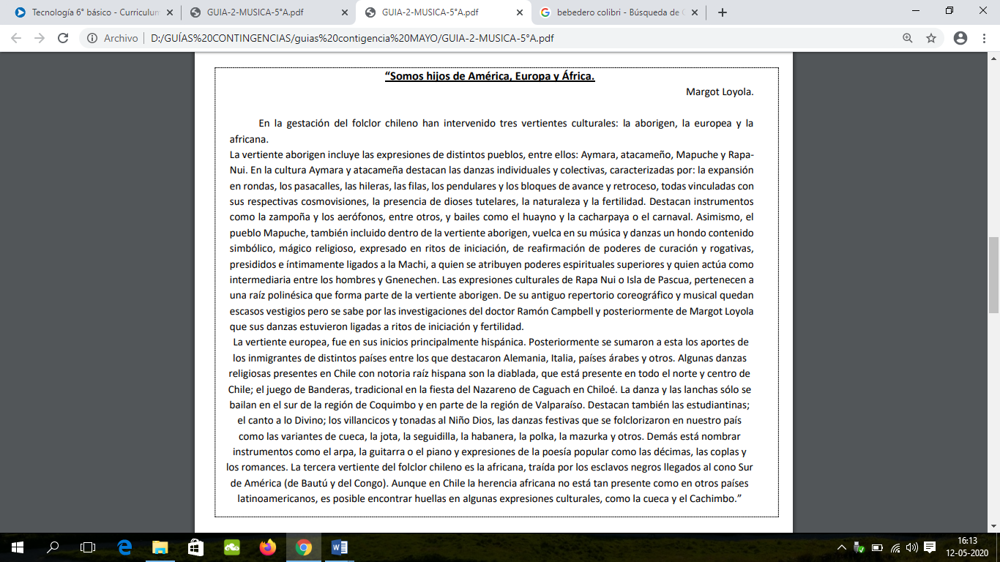 Tecnología 6° básico - Curriculum
GUIA-2-MUSICA-5°A.pdf
GUIA-2-MUSICA-5°A.pdf
bebedero colibri - Búsqueda de G
Archivo
D:/GUÍAS%20CONTINGENCIAS/guias%20contigencia%20MAYO/GUIA-2-MUSICA-5°A.pdf
“Somos hijos de América, Europa y África.
Margot Loyola.
En la gestación del folclor chileno han intervenido tres vertientes culturales: la aborigen, la europea y la
africana.
La vertiente aborigen incluye las expresiones de distintos pueblos, entre ellos: Aymara, atacameño, Mapuche y Rapa-
Nui. En la cultura Aymara y atacameña destacan las danzas individuales y colectivas, caracterizadas por: la expansión
en rondas, los pasacalles, las hileras, las filas, los pendulares y los bloques de avance y retroceso, todas vinculadas con
sus respectivas cosmovisiones, la presencia de dioses tutelares, la naturaleza y la fertilidad. Destacan instrumentos
como la zampoña y los aerófonos, entre otros, y bailes como el huayno y la cacharpaya o el carnaval. Asimismo, el
pueblo Mapuche, también incluido dentro de la vertiente aborigen, vuelca en su música y danzas un hondo contenido
simbólico, mágico religioso, expresado en ritos de iniciación, de reafirmación de poderes de curación y rogativas,
presididos e íntimamente ligados a la Machi, a quien se atribuyen poderes espirituales superiores y quien actúa como
intermediaria entre los hombres y Gnenechen. Las expresiones culturales de Rapa Nui o Isla de Pascua, pertenecen a
una raíz polinésica que forma parte de la vertiente aborigen. De su antiguo repertorio coreográfico y musical quedan
escasos vestigios pero se sabe por las investigaciones del doctor Ramón Campbell y posteriormente de Margot Loyola
que sus danzas estuvieron ligadas a ritos de iniciación y fertilidad.
La vertiente europea, fue en sus inicios principalmente hispánica. Posteriormente se sumaron a esta los aportes de
los inmigrantes de distintos países entre los que destacaron Alemania, Italia, países árabes y otros. Algunas danzas
religiosas presentes en Chile con notoria raíz hispana son la diablada, que está presente en todo el norte y centro de
Chile; el juego de Banderas, tradicional en la fiesta del Nazareno de Caguach en Chiloé. La danza y las lanchas sólo se
bailan en el sur de la región de Coquimbo y en parte de la región de Valparaíso. Destacan también las estudiantinas;
el canto a lo Divino; los villancicos y tonadas al Niño Dios, las danzas festivas que se folclorizaron en nuestro país
como las variantes de cueca, la jota, la seguidilla, la habanera, la polka, la mazurka y otros. Demás está nombrar
instrumentos como el arpa, la guitarra o el piano y expresiones de la poesía popular como las décimas, las coplas y
los romances. La tercera vertiente del folclor chileno es la africana, traída por los esclavos negros llegados al cono Sur
de América (de Bautú y del Congo). Aunque en Chile la herencia africana no está tan presente como en otros países
latinoamericanos, es posible encontrar huellas en algunas expresiones culturales, como la cueca y el Cachimbo.”
16:13
12-05-2020